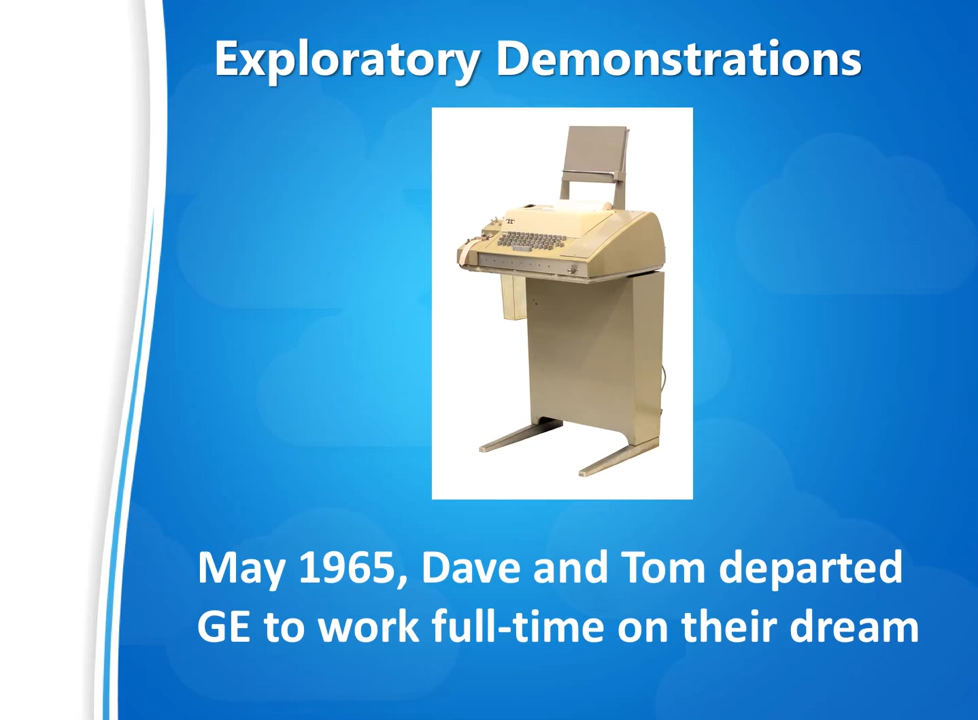 Exploratory Demonstrations
May 1965, Dave and Tom departed
GE to work full-time on their dream